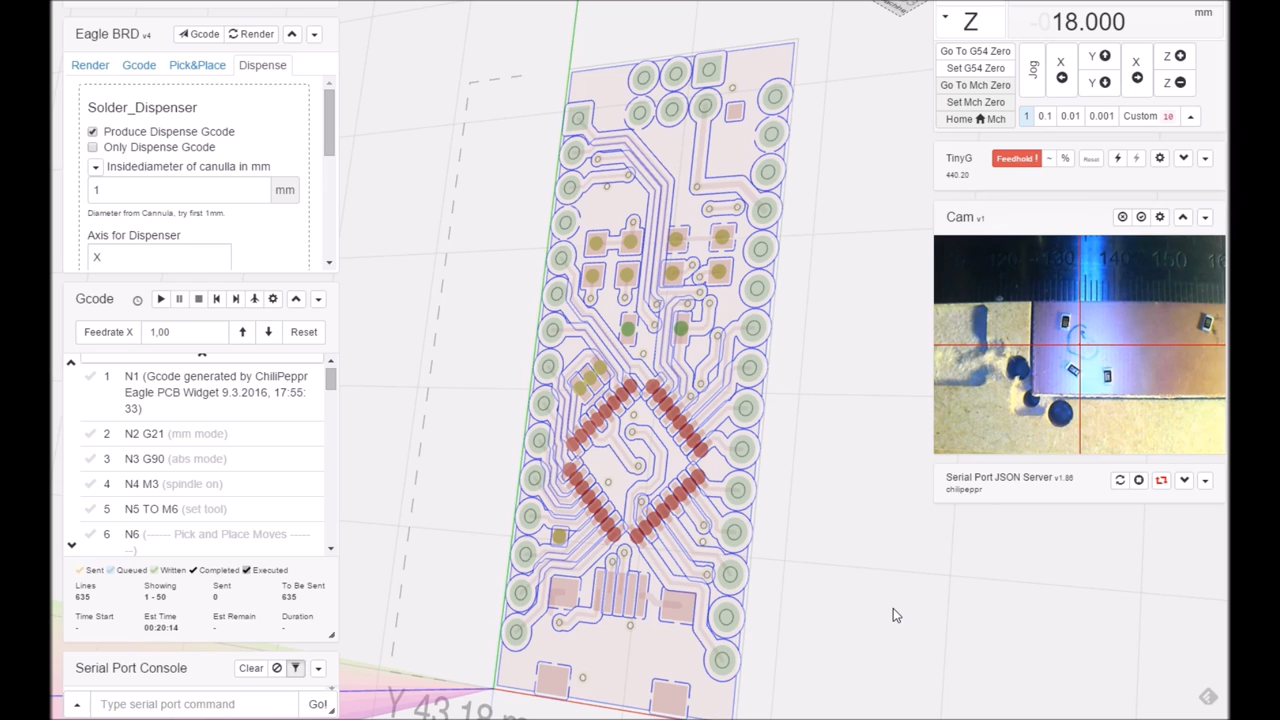 Eagle BRD v4
Gcode
Render
Render
Gcode
Pick&Place
Dispense
Solder_Dispenser
Produce Dispense Gcode
Only Dispense Gcode
Insidediameter of canulla in mm
1
mm
Diameter from Cannula, try first 1mm.
Axis for Dispenser
X
Gcode
Feedrate X
1,00
Reset
1 N1 (Gcode generated by ChiliPeppr
Eagle PCB Widget 9.3.2016, 17:55:
33)
2 N2 G21 (mm mode)
3 N3 G90 (abs mode)
4 N4 M3 (spindle on)
5 N5 TO M6 (set tool)
6 N6 (------ Pick and Place Moves ------
--)
Sent Queued Written Completed Executed
Lines Showing Sent To Be Sent
635 1 - 50 0 635
Time Start Est Time Est Remain Duration
- 00:20:14 - -
Serial Port Console
Clear
Type serial port command
Go!
Y 43.18 m
Z
-018.000
mm
Go To G54 Zero
Set G54 Zero
Go To Mch Zero
Set Mch Zero
Home Mch
Jog
X
Y
Y
X
Z
Z
1 0.1 0.01 0.001 Custom 10
TinyG
440.20
Feedhold !
~
%
Reset
Cam v1
120 130 140 150
Serial Port JSON Server v1.86
chilipeppr